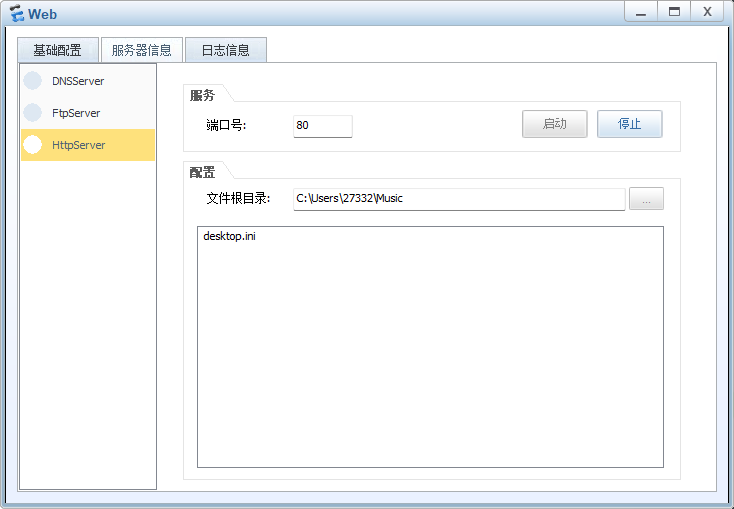 Web
基础配置 服务器信息 日志信息
DNSServer
FtpServer
HttpServer
服务
端口号: 80 启动 停止
配置
文件根目录: C:\Users\27332\Music ...
desktop.ini